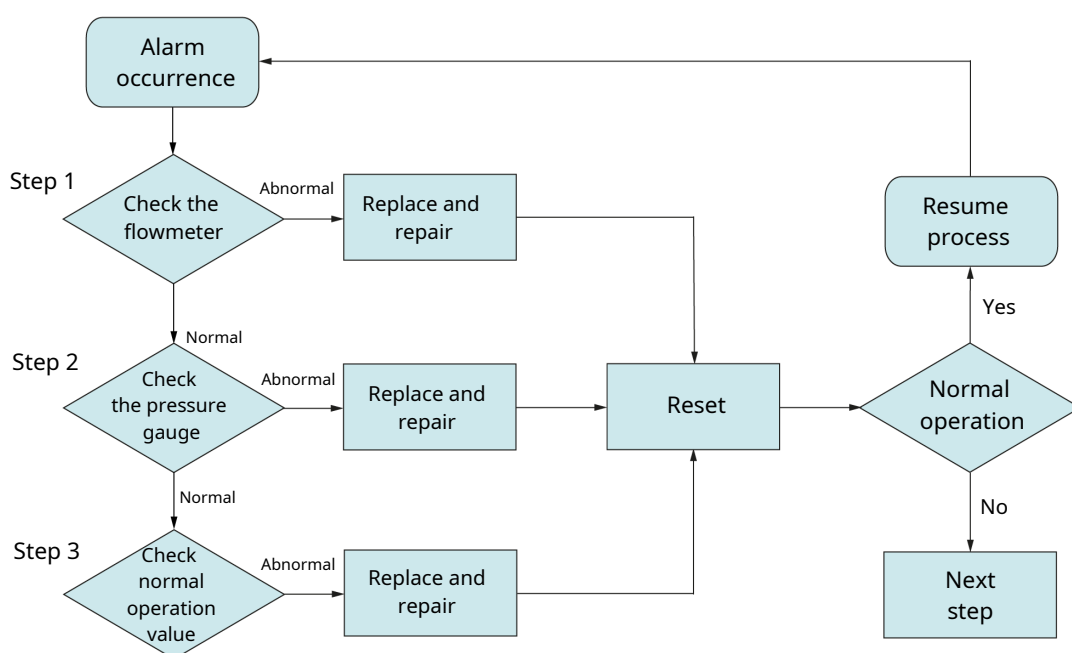 Alarm
occurrence
Step 1
Check the
flowmeter
Abnormal
Replace and
repair
Normal
Step 2
Check
the pressure
gauge
Abnormal
Replace and
repair
Normal
Step 3
Check
normal
operation
value
Abnormal
Replace and
repair
Reset
Normal
operation
Yes
Resume
process
No
Next
step